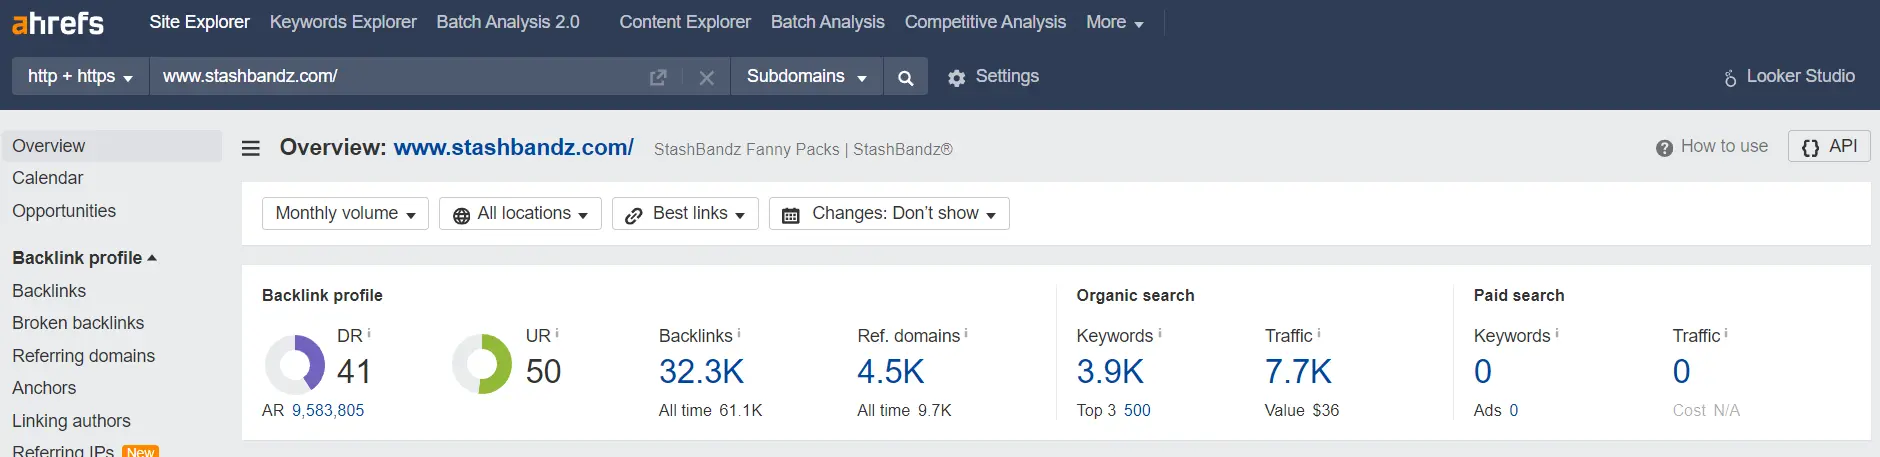 ahrefs Site Explorer Keywords Explorer Batch Analysis 2.0 Content Explorer Batch Analysis Competitive Analysis More
http + https www.stashbandz.com/ Subdomains Settings Looker Studio
Overview
Calendar
Opportunities
Backlink profile
Backlinks
Broken backlinks
Referring domains
Anchors
Linking authors
Referring IPs New
Overview: www.stashbandz.com/ StashBandz Fanny Packs | StashBandz® How to use {} API
Monthly volume All locations Best links Changes: Don't show
Backlink profile
DR i
41
AR 9,583,805
UR i
50
Backlinks i
32.3K
All time 61.1K
Ref. domains i
4.5K
All time 9.7K
Organic search
Keywords i
3.9K
Top 3 500
Traffic i
7.7K
Value $36
Paid search
Keywords i
0
Ads 0
Traffic i
0
Cost N/A